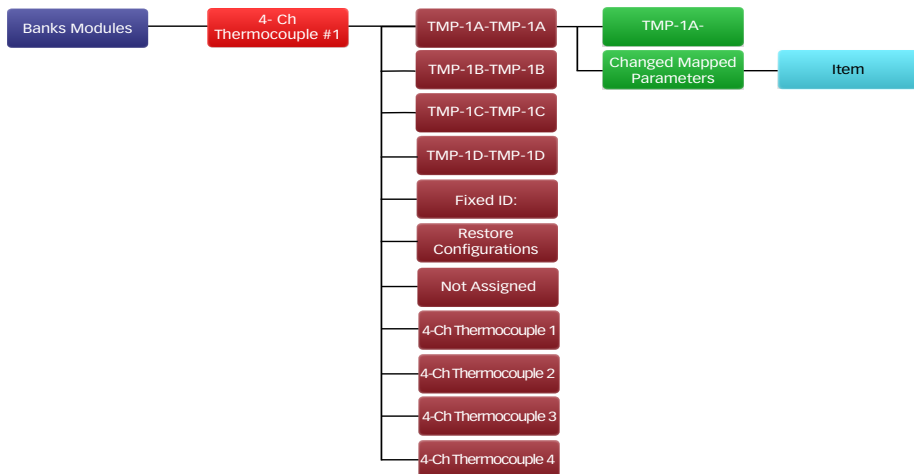 Banks Modules
4- Ch
Thermocouple #1
TMP-1A-TMP-1A
TMP-1A-
TMP-1B-TMP-1B
Changed Mapped
Parameters
Item
TMP-1C-TMP-1C
TMP-1D-TMP-1D
Fixed ID:
Restore
Configurations
Not Assigned
4-Ch Thermocouple 1
4-Ch Thermocouple 2
4-Ch Thermocouple 3
4-Ch Thermocouple 4